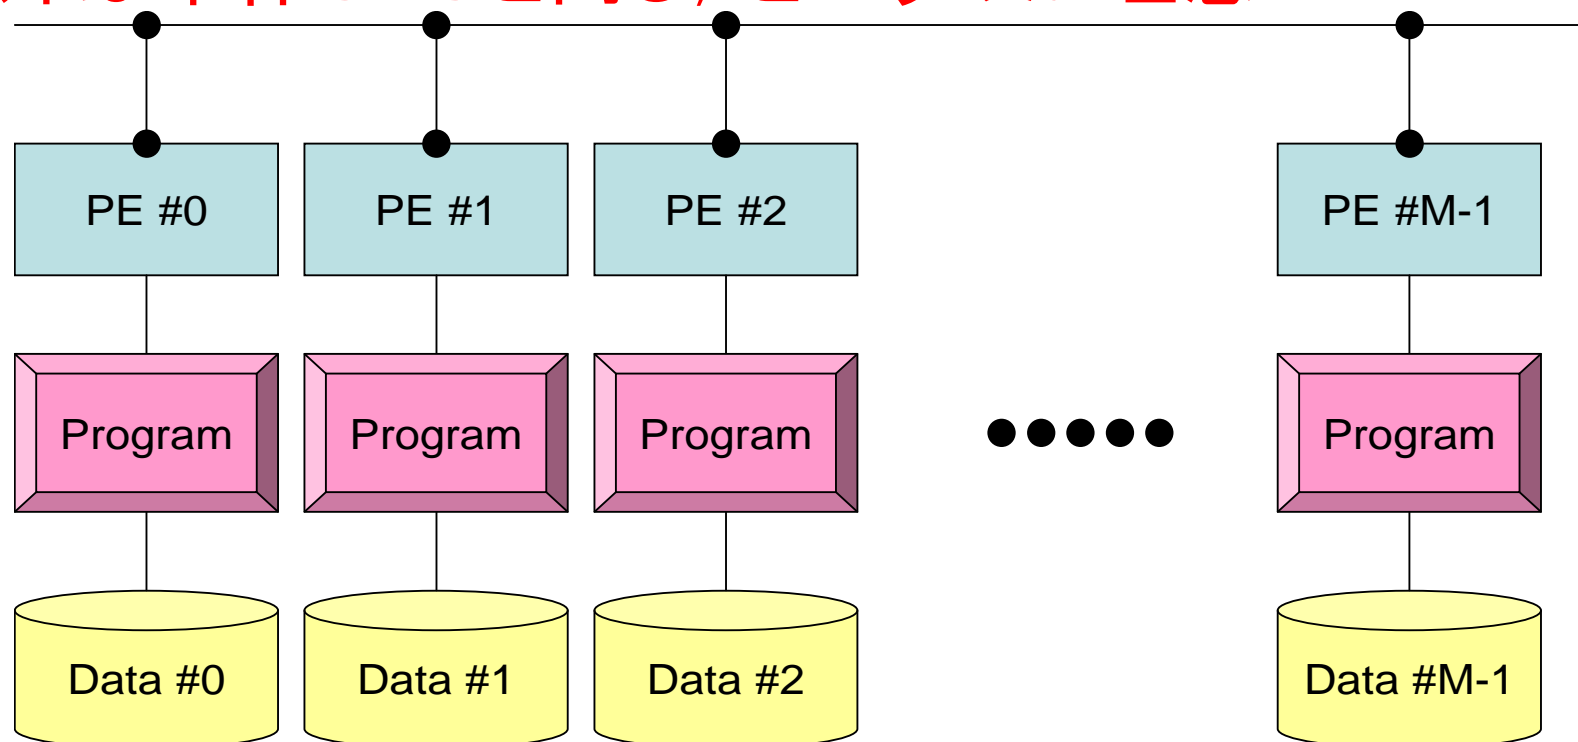 PE #0 PE #1 PE #2 PE #M-1
Program Program Program Program
Data #0 Data #1 Data #2 Data #M-1